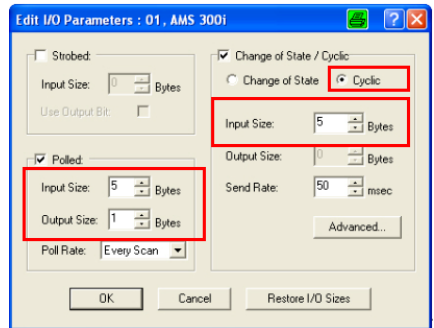 Edit I/O Parameters : 01, AMS 300i
Strobed:
Input Size: 0 Bytes
Use Output Bit:
Polled:
Input Size: 5 Bytes
Output Size: 1 Bytes
Poll Rate: Every Scan
Change of State / Cyclic
Change of State Cyclic
Input Size: 5 Bytes
Output Size: 0 Bytes
Send Rate: 50 msec
Advanced...
OK Cancel Restore I/O Sizes